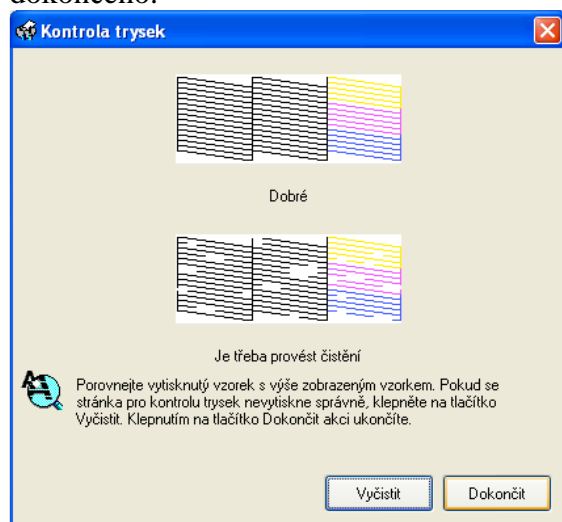 dokončeno.
Kontrola trysek
Dobré
Je třeba provést čistění
Porovnejte vytisknutý vzorek s výše zobrazeným vzorkem. Pokud se
stránka pro kontrolu trysek nevytiskne správně, klepněte na tlačítko
Vyčistit. Klepnutím na tlačítko Dokončit akci ukončíte.
Vyčistit
Dokončit